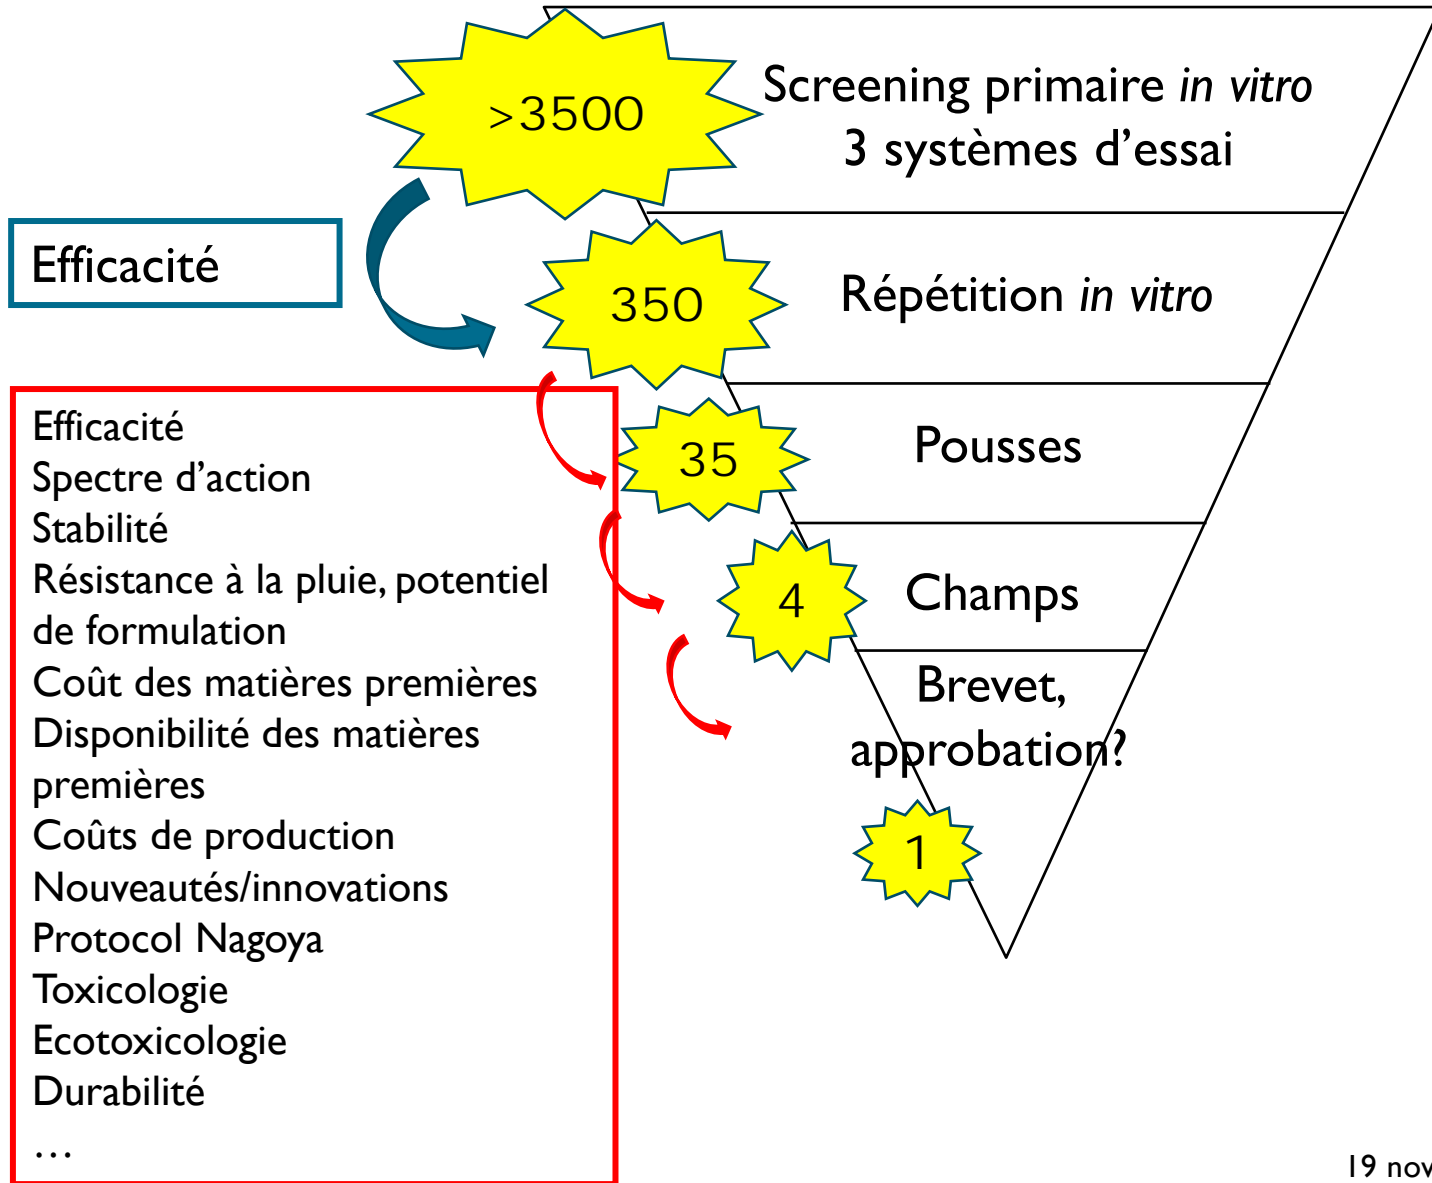 >3500
Screening primaire in vitro
3 systèmes d'essai
Efficacité
350
Répétition in vitro
35
Pousses
4
Champs
Brevet,
approbation?
1
Efficacité
Spectre d'action
Stabilité
Résistance à la pluie, potentiel
de formulation
Coût des matières premières
Disponibilité des matières
premières
Coûts de production
Nouveautés/innovations
Protocol Nagoya
Toxicologie
Ecotoxicologie
Durabilité
…
19 nov